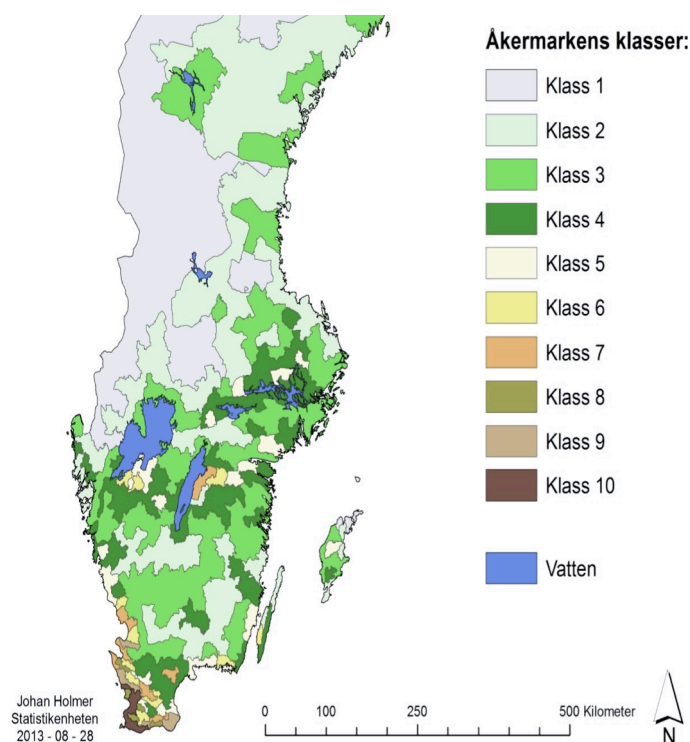 Åkermarkens klasser:
Klass 1
Klass 2
Klass 3
Klass 4
Klass 5
Klass 6
Klass 7
Klass 8
Klass 9
Klass 10
Vatten
Johan Holmer
Statistikenheten
2013 - 08 - 28
0 100 250 500 Kilometer
N